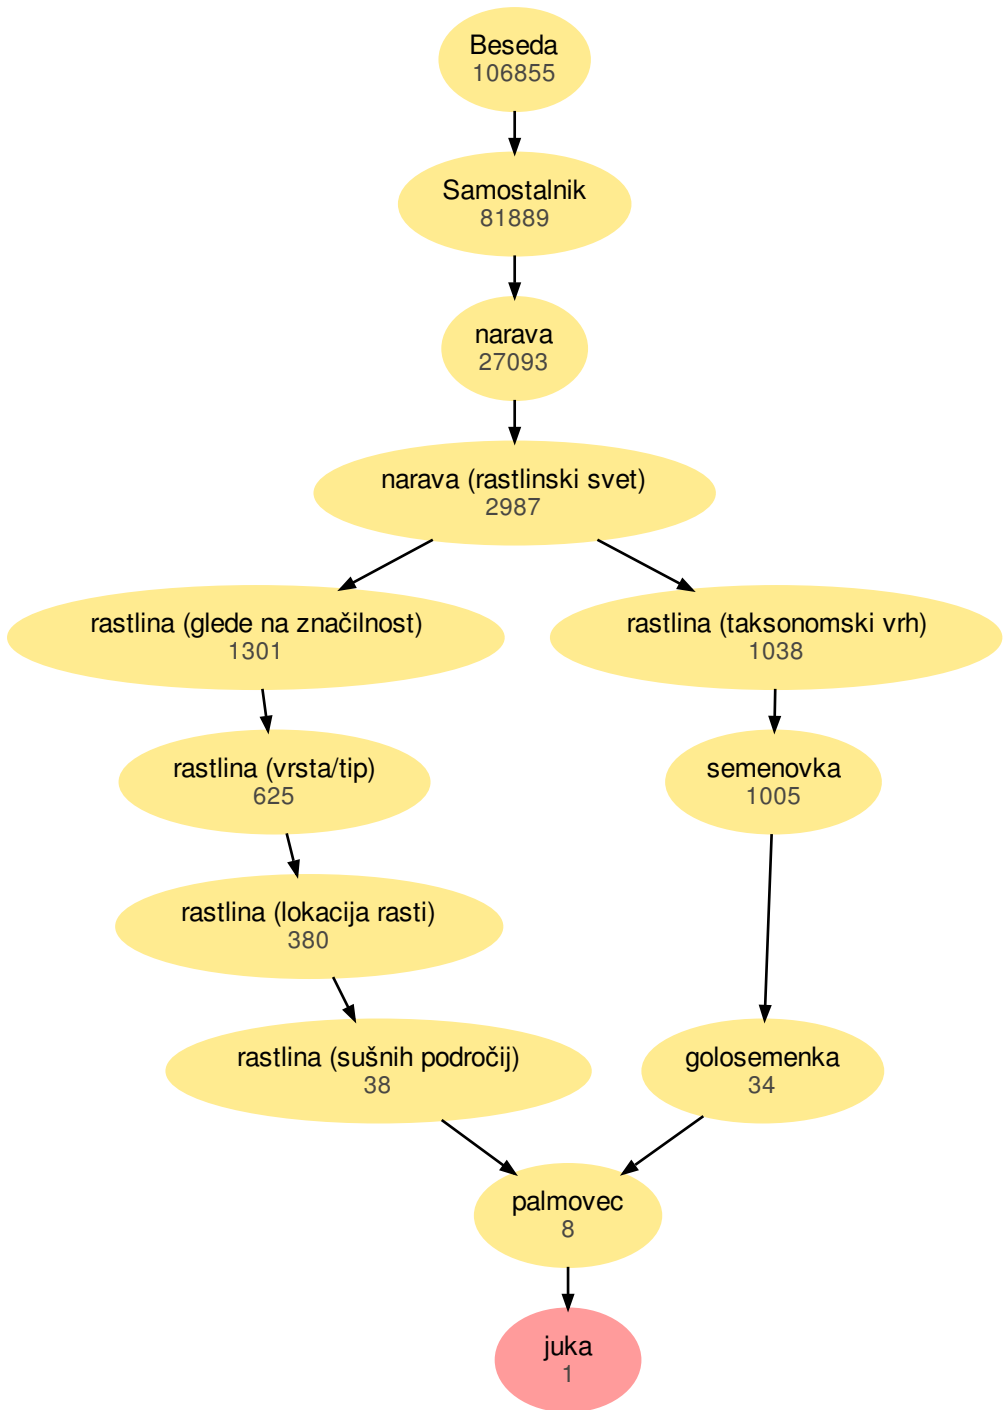 Beseda
106855
Samostalnik
81889
narava
27093
narava (rastlinski svet)
2987
rastlina (glede na značilnost)
1301
rastlina (taksonomski vrh)
1038
rastlina (vrsta/tip)
625
semenovka
1005
rastlina (lokacija rasti)
380
rastlina (sušnih področij)
38
golosemenka
34
palmovec
8
juka
1